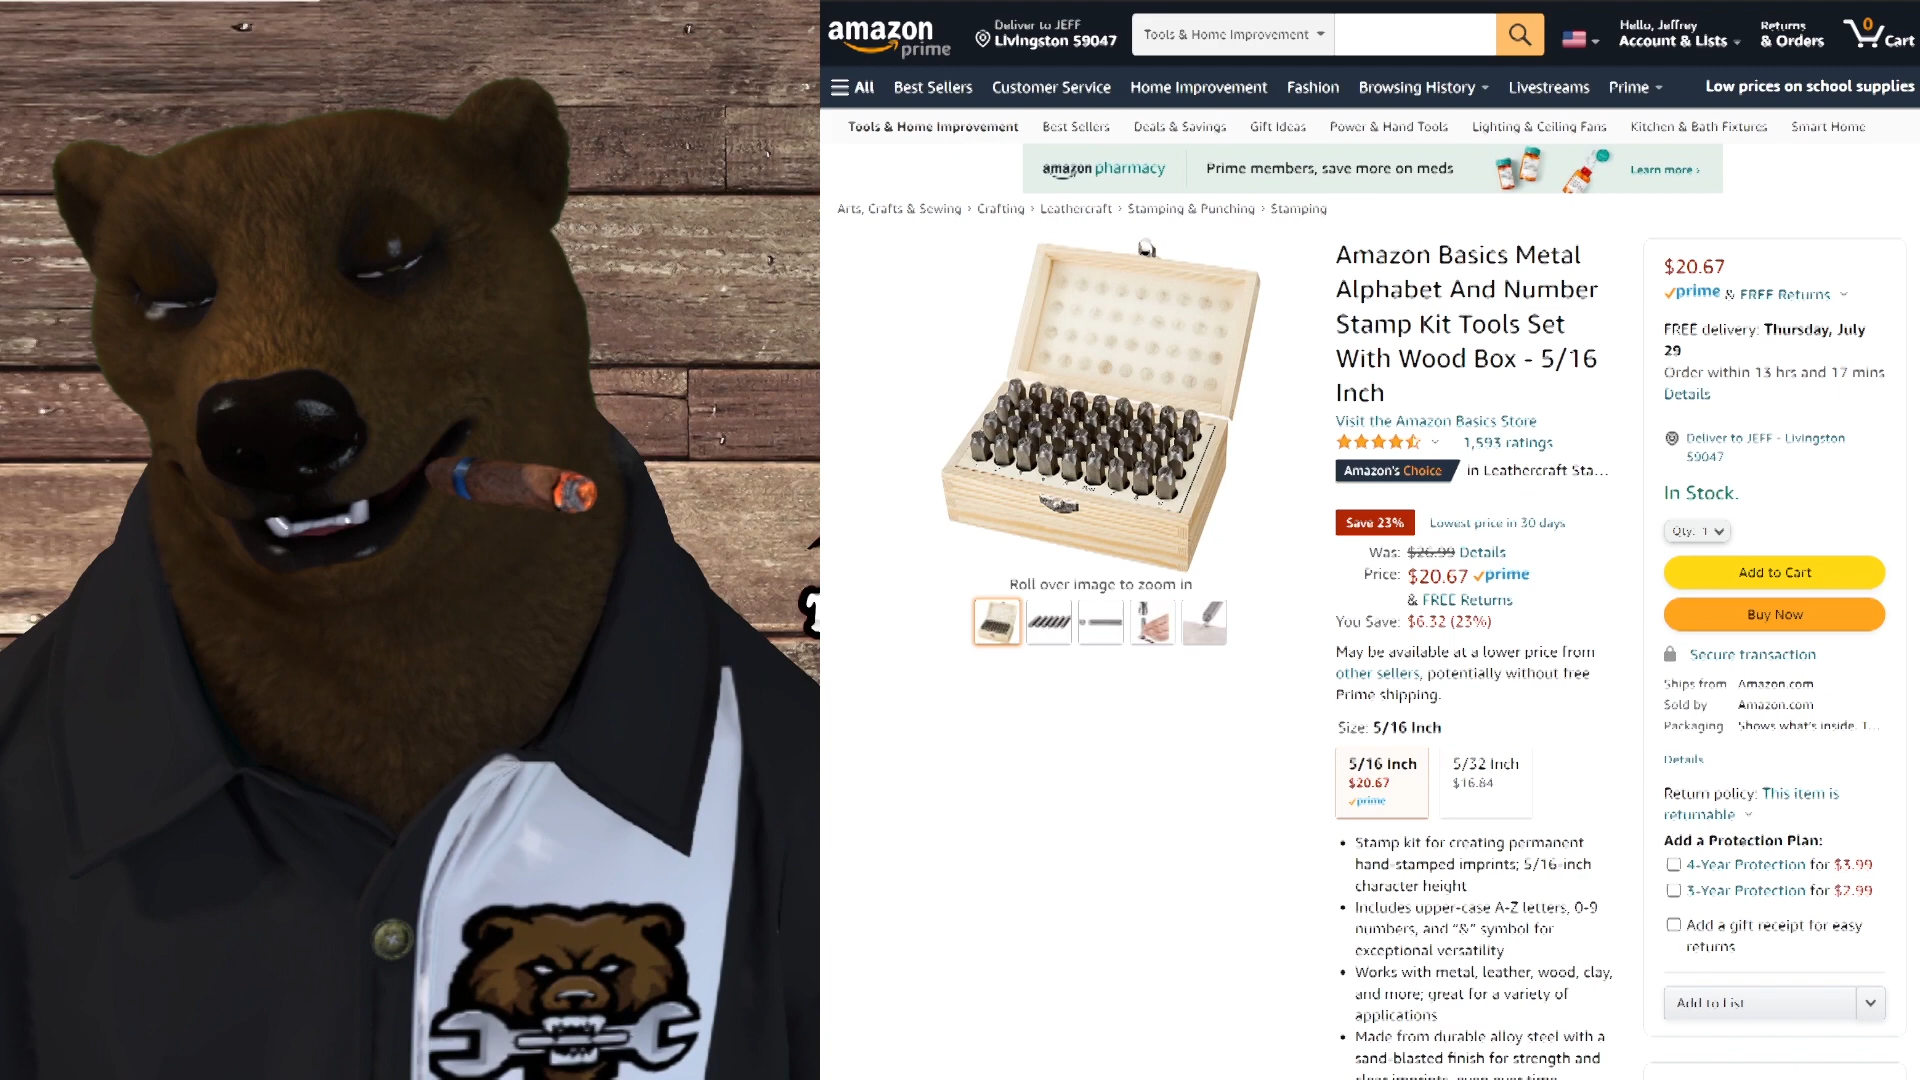 amazon prime
Deliver to JEFF
Livingston 59047
Tools & Home Improvement
Hello, Jeffrey
Account & Lists
Returns
& Orders
0
Cart
All
Best Sellers
Customer Service
Home Improvement
Fashion
Browsing History
Livestreams
Prime
Low prices on school supplies
Tools & Home Improvement
Best Sellers
Deals & Savings
Gift Ideas
Power & Hand Tools
Lighting & Ceiling Fans
Kitchen & Bath Fixtures
Smart Home
amazon pharmacy
Prime members, save more on meds
Learn more ›
Arts, Crafts & Sewing › Crafting › Leathercraft › Stamping & Punching › Stamping
Roll over image to zoom in
Amazon Basics Metal
Alphabet And Number
Stamp Kit Tools Set
With Wood Box - 5/16
Inch
Visit the Amazon Basics Store
1,593 ratings
Amazon's Choice in Leathercraft Sta...
Save 23% Lowest price in 30 days
Was: $26.99 Details
Price: $20.67 prime
& FREE Returns
You Save: $6.32 (23%)
May be available at a lower price from
other sellers, potentially without free
Prime shipping.
Size: 5/16 Inch
5/16 Inch
$20.67
prime
5/32 Inch
$16.84
• Stamp kit for creating permanent
hand-stamped imprints; 5/16-inch
character height
• Includes upper-case A-Z letters, 0-9
numbers, and “&” symbol for
exceptional versatility
• Works with metal, leather, wood, clay,
and more; great for a variety of
applications
• Made from durable alloy steel with a
sand-blasted finish for strength and
clear imprints, even over time
$20.67
prime & FREE Returns
FREE delivery: Thursday, July
29
Order within 13 hrs and 17 mins
Details
Deliver to JEFF - Livingston
59047
In Stock.
Qty: 1
Add to Cart
Buy Now
Secure transaction
Ships from Amazon.com
Sold by Amazon.com
Packaging Shows what's inside. I...
Details
Return policy: This item is
returnable
Add a Protection Plan:
4-Year Protection for $3.99
3-Year Protection for $2.99
Add a gift receipt for easy
returns
Add to List